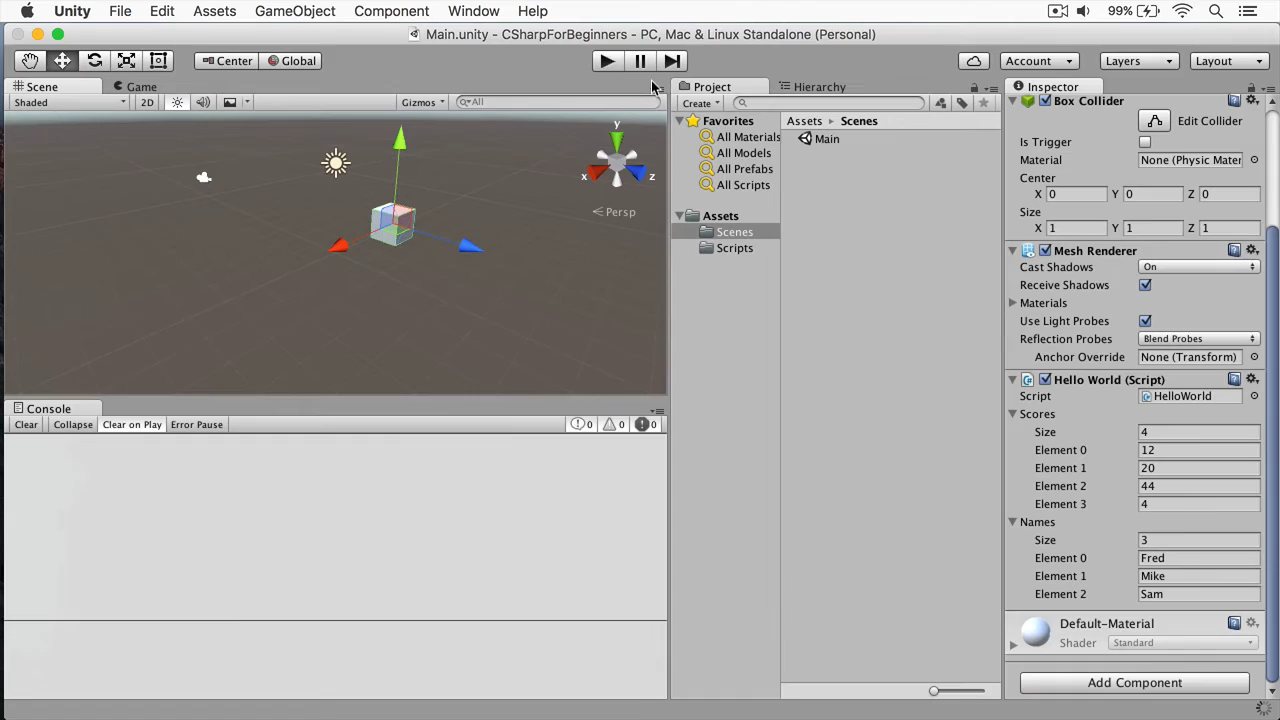 Unity File Edit Assets GameObject Component Window Help 99%
Main.unity - CSharpForBeginners - PC, Mac & Linux Standalone (Personal)
Center Global Account Layers Layout
Scene Game
Shaded 2D Gizmos All
y
x z
Persp
Console
Clear Collapse Clear on Play Error Pause 0 0 0
Project Hierarchy
Create
Favorites
All Materials
All Models
All Prefabs
All Scripts
Assets
Scenes
Scripts
Assets Scenes
Main
Inspector
Box Collider
Edit Collider
Is Trigger
Material None (Physic Mater
Center
X 0 Y 0 Z 0
Size
X 1 Y 1 Z 1
Mesh Renderer
Cast Shadows On
Receive Shadows
Materials
Use Light Probes
Reflection Probes Blend Probes
Anchor Override None (Transform)
Hello World (Script)
Script HelloWorld
Scores
Size 4
Element 0 12
Element 1 20
Element 2 44
Element 3 4
Names
Size 3
Element 0 Fred
Element 1 Mike
Element 2 Sam
Default-Material
Shader Standard
Add Component